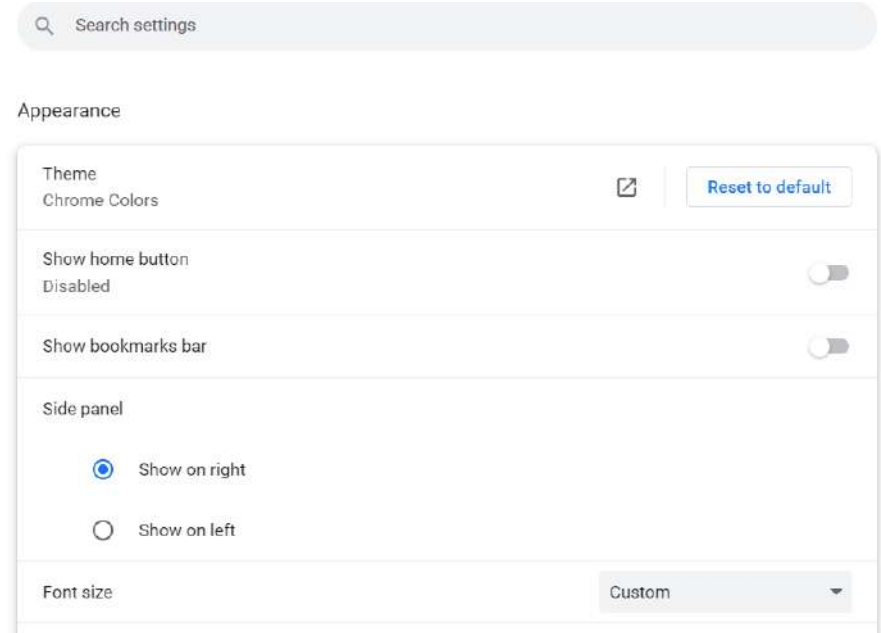 Search settings
Appearance
Theme
Chrome Colors
Reset to default
Show home button
Disabled
Show bookmarks bar
Side panel
Show on right
Show on left
Font size
Custom